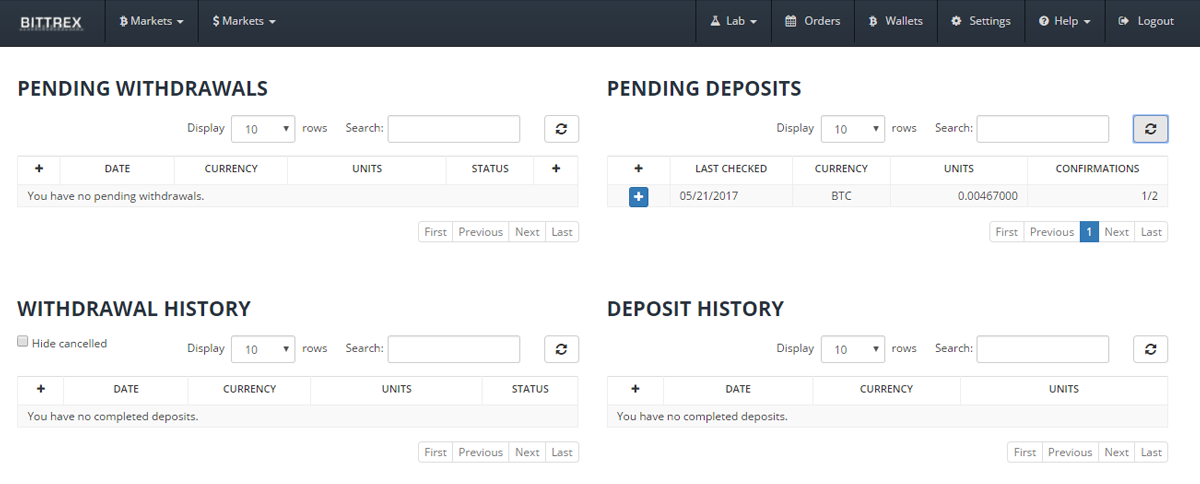 BITTREX Markets $ Markets Lab Orders Wallets Settings Help Logout
PENDING WITHDRAWALS
Display 10 rows Search:
+ DATE CURRENCY UNITS STATUS +
You have no pending withdrawals.
First Previous Next Last
PENDING DEPOSITS
Display 10 rows Search:
+ LAST CHECKED CURRENCY UNITS CONFIRMATIONS
+ 05/21/2017 BTC 0.00467000 1/2
First Previous 1 Next Last
WITHDRAWAL HISTORY
Hide cancelled Display 10 rows Search:
+ DATE CURRENCY UNITS STATUS
You have no completed deposits.
First Previous Next Last
DEPOSIT HISTORY
Display 10 rows Search:
+ DATE CURRENCY UNITS
You have no completed deposits.
First Previous Next Last